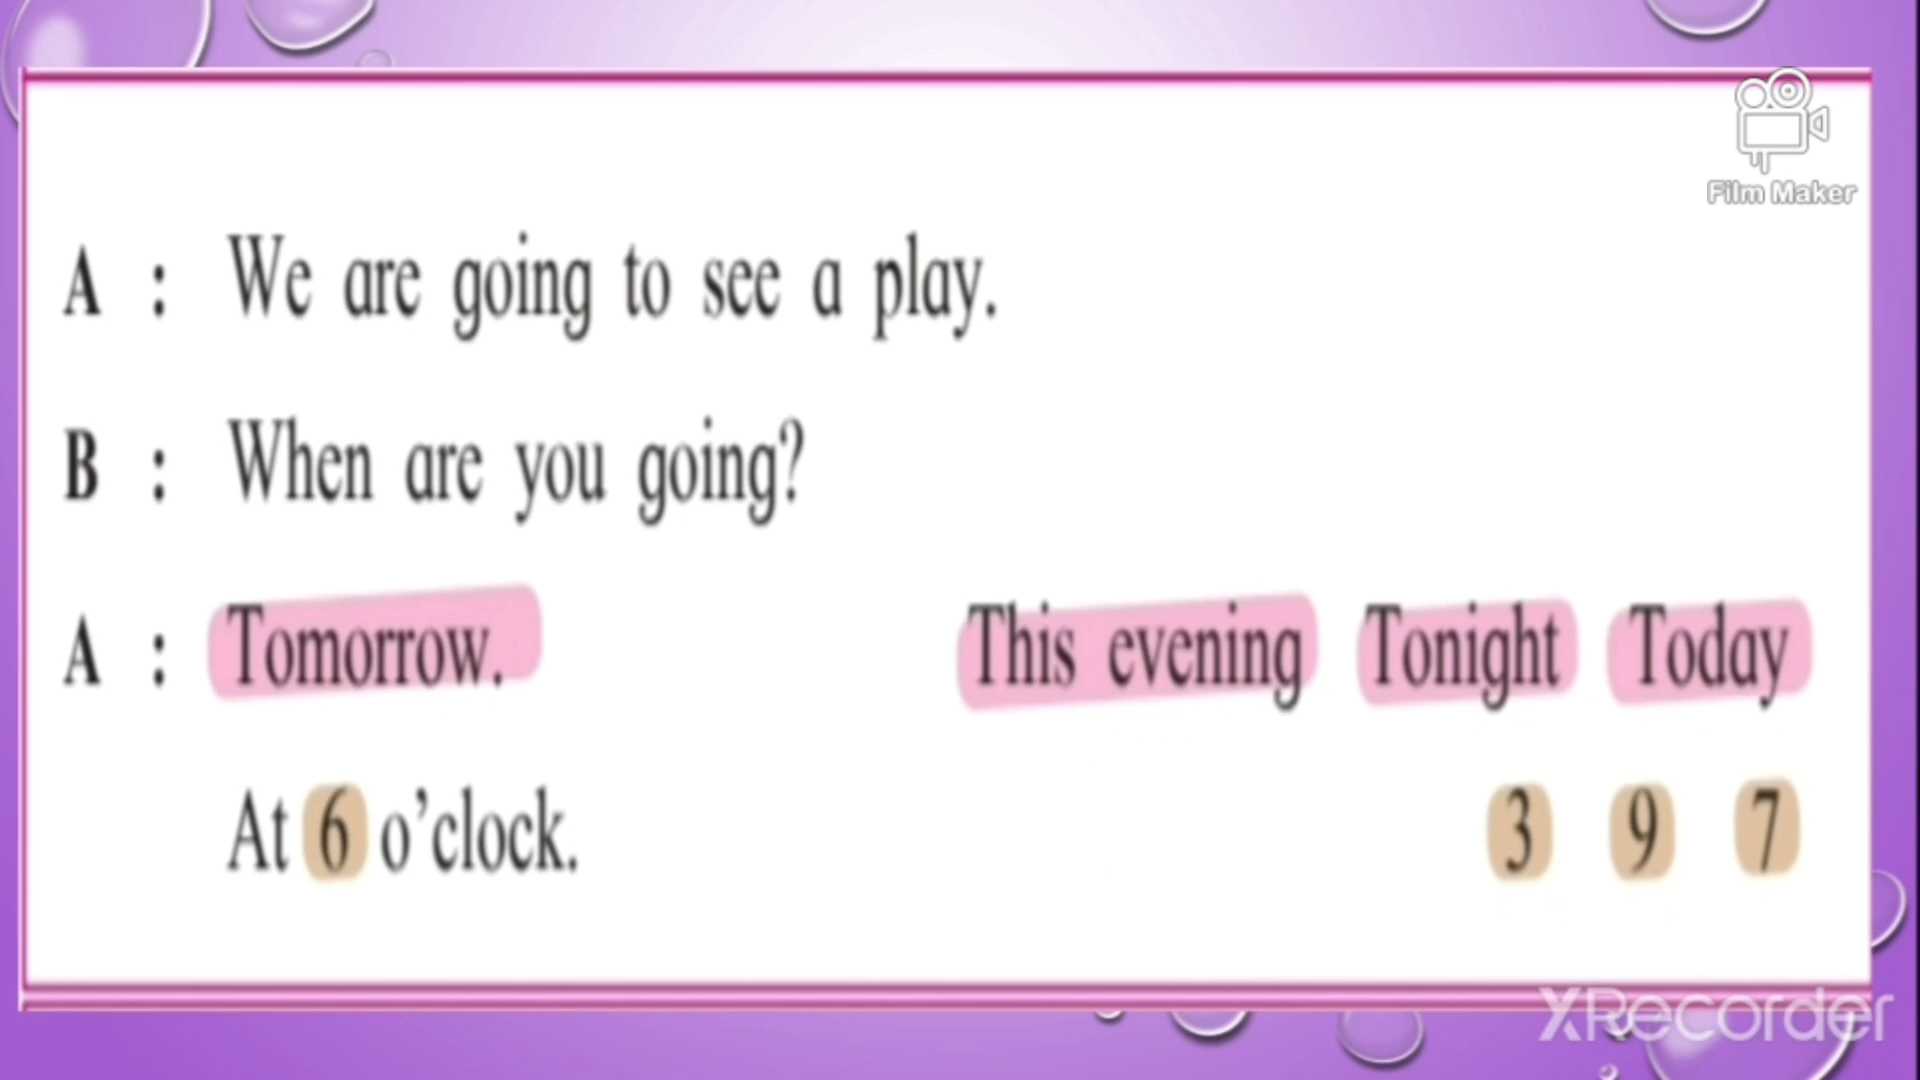 Film Maker
A : We are going to see a play.
B : When are you going?
A : Tomorrow. This evening Tonight Today
At 6 o'clock. 3 9 7
XRecorder